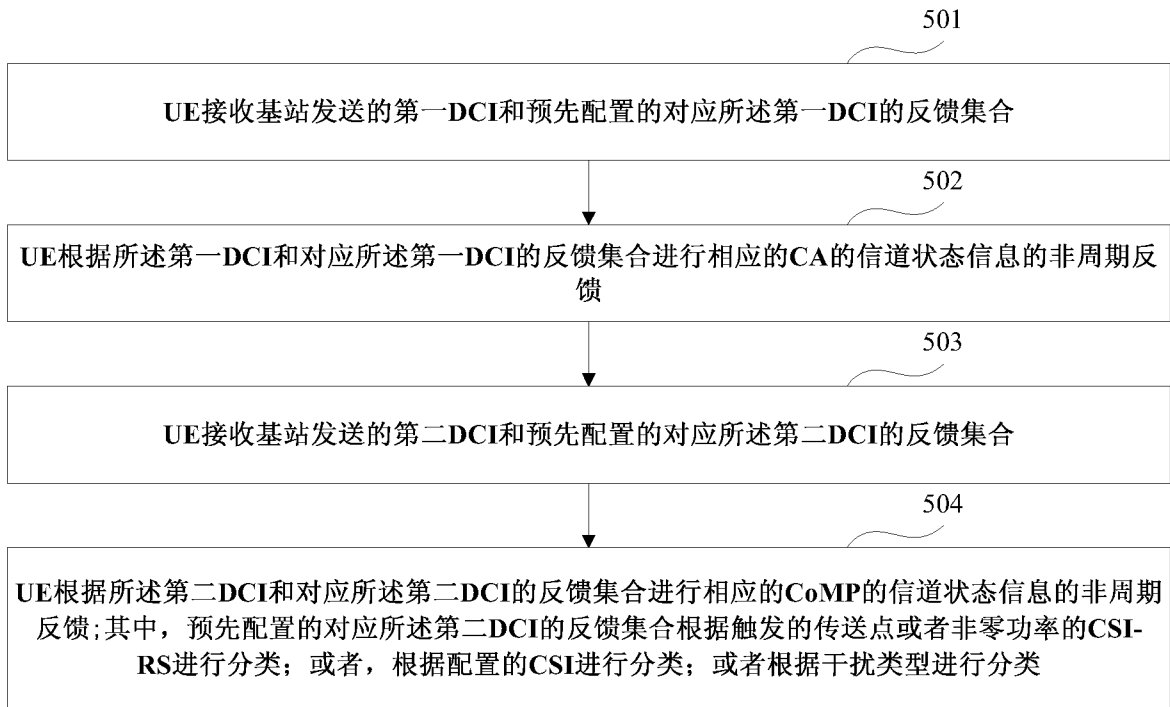 501
UE接收基站发送的第一DCI和预先配置的对应所述第一DCI的反馈集合
502
UE根据所述第一DCI和对应所述第一DCI的反馈集合进行相应的CA的信道状态信息的非周期反
馈
503
UE接收基站发送的第二DCI和预先配置的对应所述第二DCI的反馈集合
504
UE根据所述第二DCI和对应所述第二DCI的反馈集合进行相应的CoMP的信道状态信息的非周期
反馈;其中，预先配置的对应所述第二DCI的反馈集合根据触发的传送点或者非零功率的CSI-
RS进行分类；或者，根据配置的CSI进行分类；或者根据干扰类型进行分类